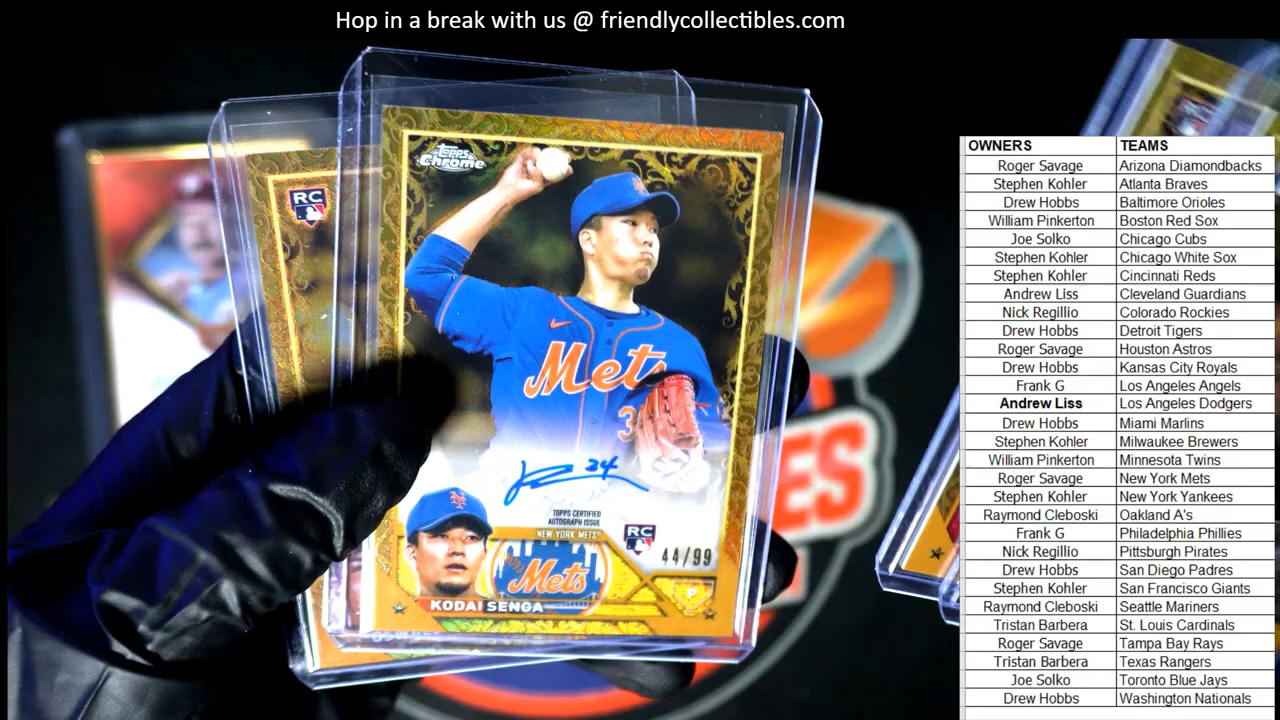 Hop in a break with us @ friendlycollectibles.com
Topps
Chrome
RC
Mets
3
34
TOPPS CERTIFIED
AUTOGRAPH ISSUE
NEW YORK METS
RC
44/99
Mets
P
KODAI SENGA
ES
OWNERS TEAMS
Roger Savage Arizona Diamondbacks
Stephen Kohler Atlanta Braves
Drew Hobbs Baltimore Orioles
William Pinkerton Boston Red Sox
Joe Solko Chicago Cubs
Stephen Kohler Chicago White Sox
Stephen Kohler Cincinnati Reds
Andrew Liss Cleveland Guardians
Nick Regillio Colorado Rockies
Drew Hobbs Detroit Tigers
Roger Savage Houston Astros
Drew Hobbs Kansas City Royals
Frank G Los Angeles Angels
Andrew Liss Los Angeles Dodgers
Drew Hobbs Miami Marlins
Stephen Kohler Milwaukee Brewers
William Pinkerton Minnesota Twins
Roger Savage New York Mets
Stephen Kohler New York Yankees
Raymond Cleboski Oakland A's
Frank G Philadelphia Phillies
Nick Regillio Pittsburgh Pirates
Drew Hobbs San Diego Padres
Stephen Kohler San Francisco Giants
Raymond Cleboski Seattle Mariners
Tristan Barbera St. Louis Cardinals
Roger Savage Tampa Bay Rays
Tristan Barbera Texas Rangers
Joe Solko Toronto Blue Jays
Drew Hobbs Washington Nationals